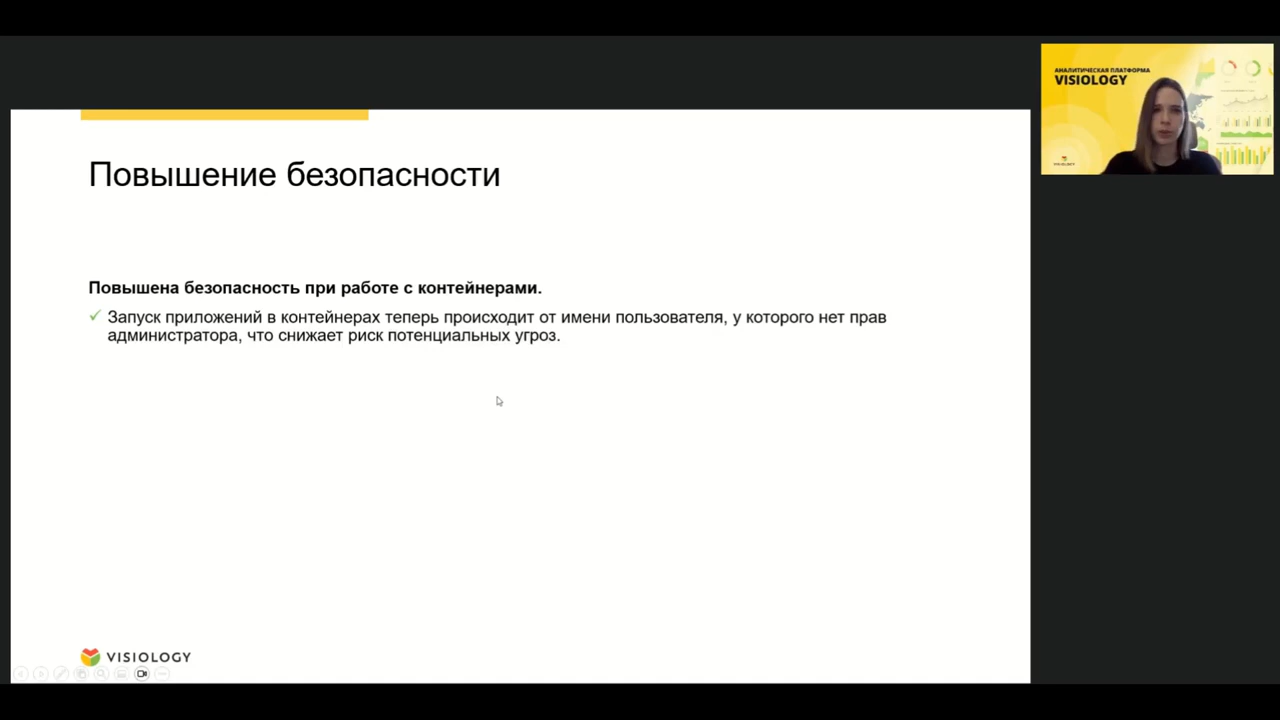 Повышение безопасности
Повышена безопасность при работе с контейнерами.
Запуск приложений в контейнерах теперь происходит от имени пользователя, у которого нет прав
администратора, что снижает риск потенциальных угроз.
VISIOLOGY
АНАЛИТИЧЕСКАЯ ПЛАТФОРМА
VISIOLOGY